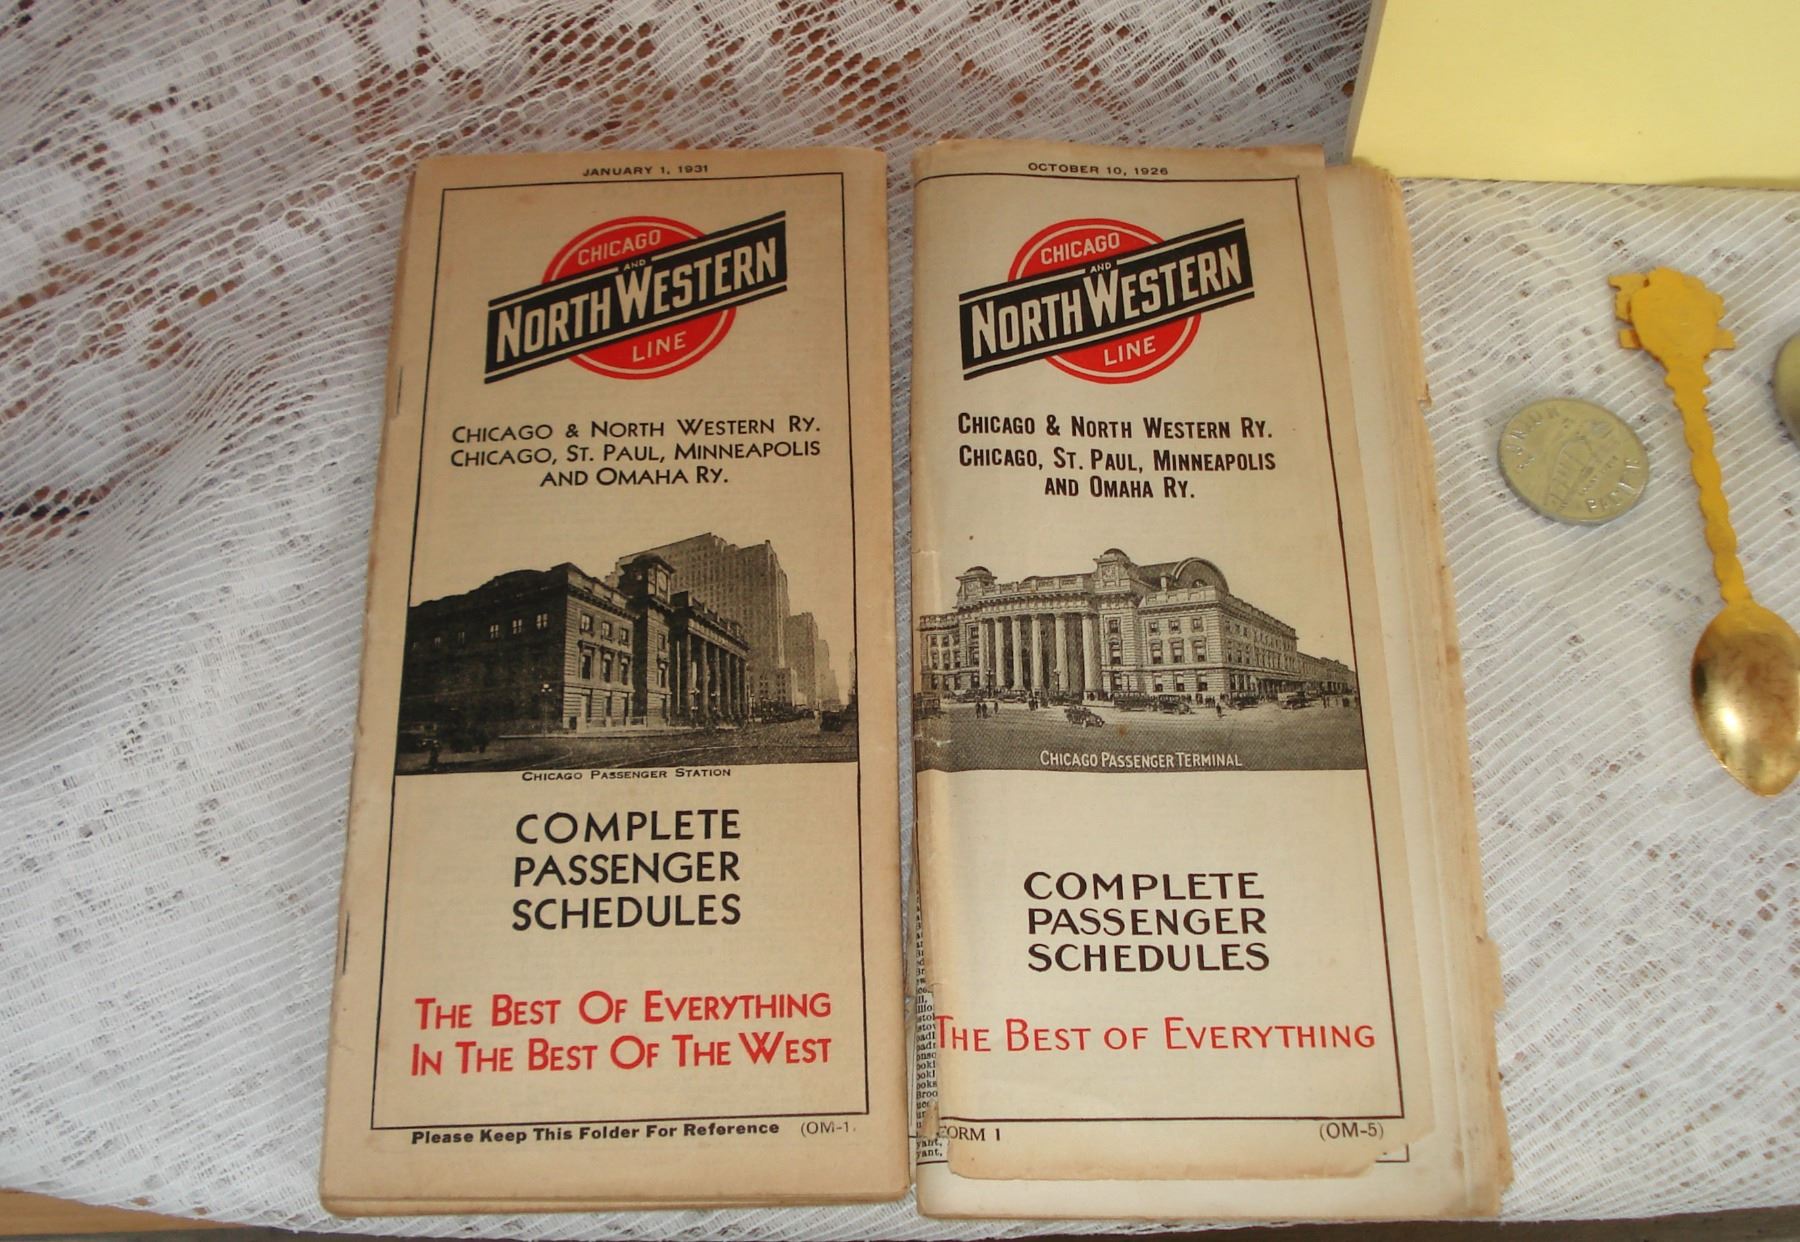 JANUARY 1, 1931
CHICAGO
AND
NORTH WESTERN
LINE
CHICAGO & NORTH WESTERN RY.
CHICAGO, ST. PAUL, MINNEAPOLIS
AND OMAHA RY.
CHICAGO PASSENGER STATION
COMPLETE
PASSENGER
SCHEDULES
THE BEST OF EVERYTHING
IN THE BEST OF THE WEST
Please Keep This Folder For Reference (OM-1.
OCTOBER 10, 1926
CHICAGO
AND
NORTH WESTERN
LINE
CHICAGO & NORTH WESTERN RY.
CHICAGO, ST. PAUL, MINNEAPOLIS
AND OMAHA RY.
CHICAGO PASSENGER TERMINAL
COMPLETE
PASSENGER
SCHEDULES
THE BEST OF EVERYTHING
FORM 1 (OM-5)